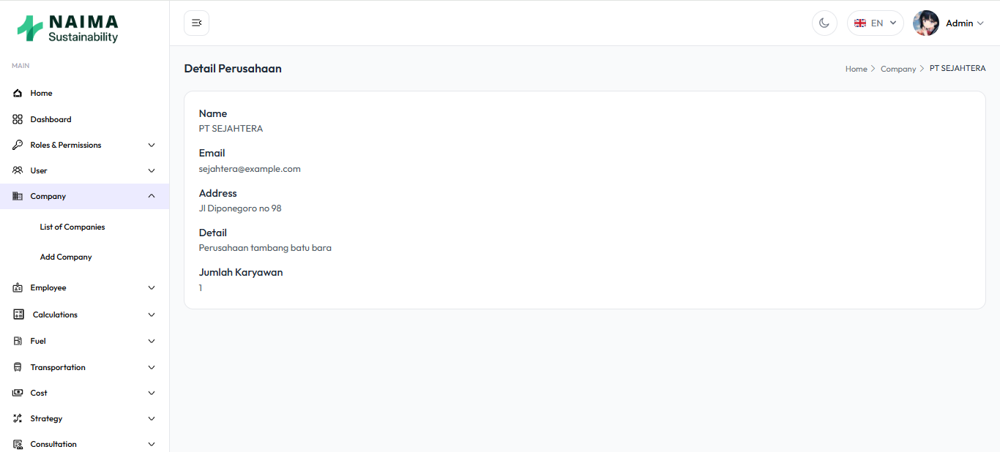 NAIMA
Sustainability
EN
Admin
MAIN
Home
Dashboard
Roles & Permissions
User
Company
List of Companies
Add Company
Employee
Calculations
Fuel
Transportation
Cost
Strategy
Consultation
Detail Perusahaan
Home > Company > PT SEJAHTERA
Name
PT SEJAHTERA
Email
sejahtera@example.com
Address
Jl Diponegoro no 98
Detail
Perusahaan tambang batu bara
Jumlah Karyawan
1